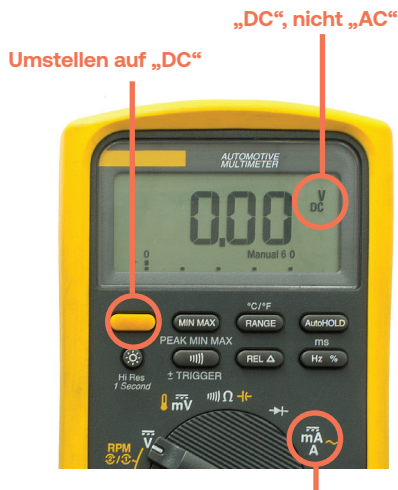 „DC“, nicht „AC“
Umstellen auf „DC“
AUTOMOTIVE
MULTIMETER
0.00 V
DC
0 Manual 6 0
°C/°F
MIN MAX RANGE AutoHOLD
PEAK MIN MAX ms
REL Δ Hz %
Hi Res
1 Second
± TRIGGER
mV Ω
RPM
V mA
A